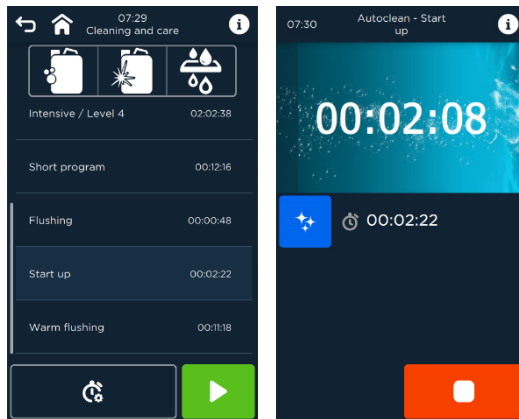 07:29
Cleaning and care
Intensive / Level 4 02:02:38
Short program 00:12:16
Flushing 00:00:48
Start up 00:02:22
Warm flushing 00:11:18
07:30
Autoclean - Start
up
00:02:08
00:02:22